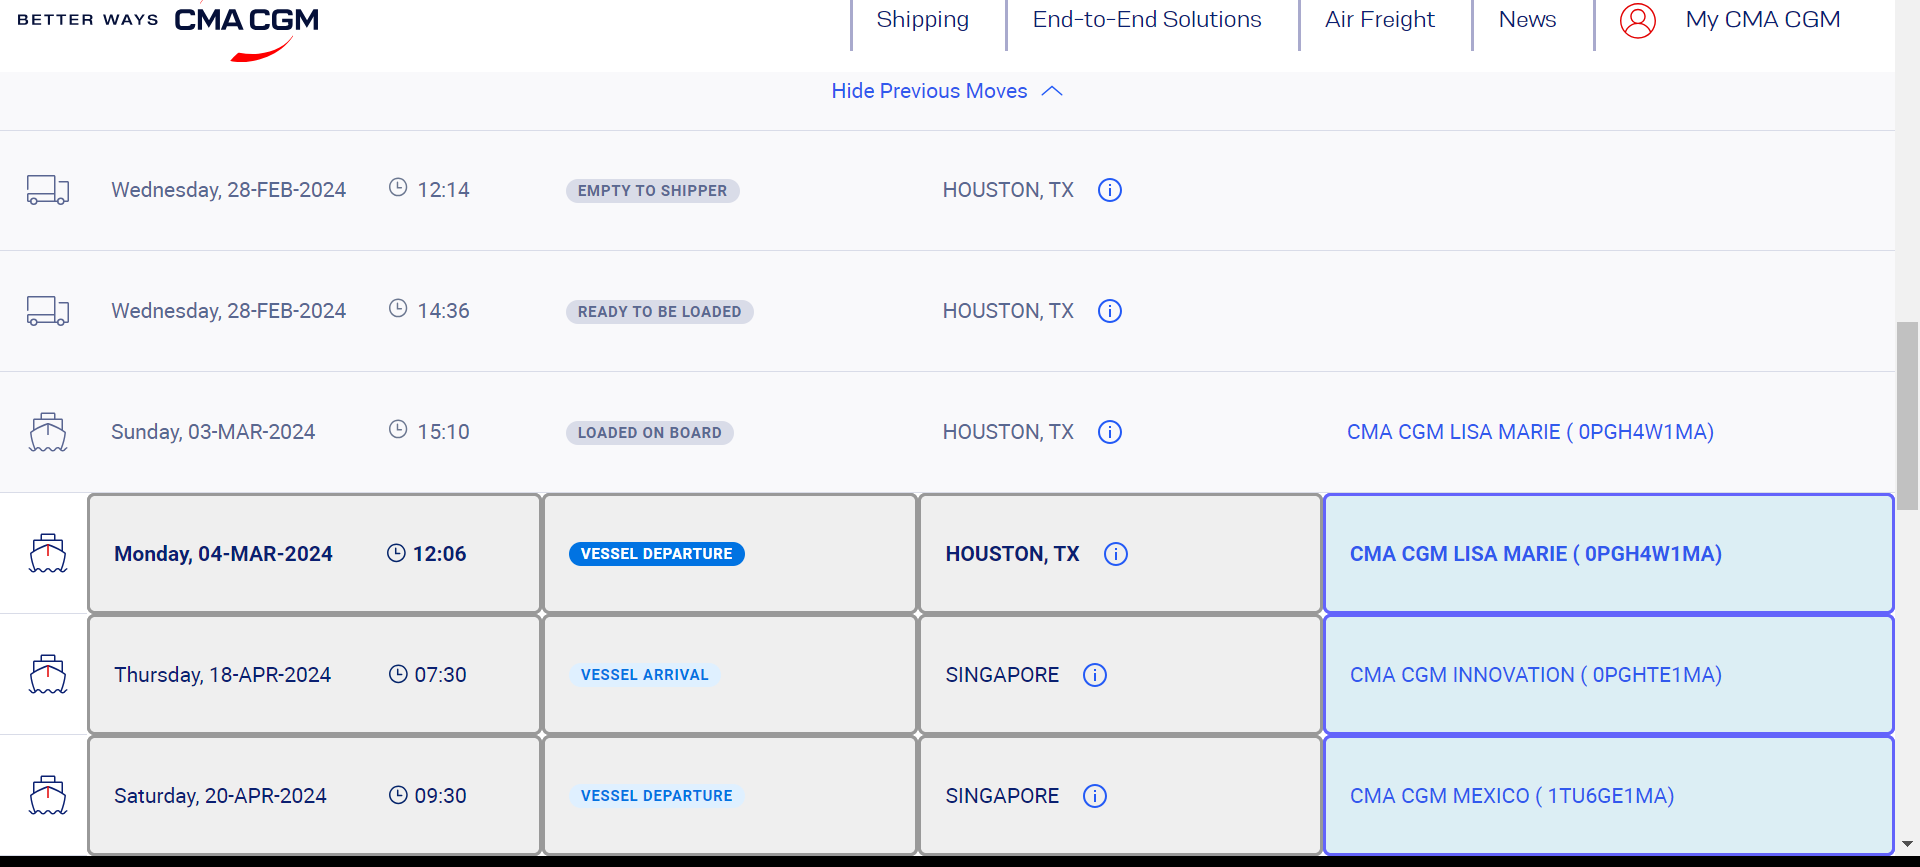 BETTER WAYS CMA CGM
Shipping
End-to-End Solutions
Air Freight
News
My CMA CGM
Hide Previous Moves
Wednesday, 28-FEB-2024 12:14 EMPTY TO SHIPPER HOUSTON, TX
Wednesday, 28-FEB-2024 14:36 READY TO BE LOADED HOUSTON, TX
Sunday, 03-MAR-2024 15:10 LOADED ON BOARD HOUSTON, TX CMA CGM LISA MARIE ( 0PGH4W1MA)
Monday, 04-MAR-2024 12:06 VESSEL DEPARTURE HOUSTON, TX CMA CGM LISA MARIE ( 0PGH4W1MA)
Thursday, 18-APR-2024 07:30 VESSEL ARRIVAL SINGAPORE CMA CGM INNOVATION ( 0PGHTE1MA)
Saturday, 20-APR-2024 09:30 VESSEL DEPARTURE SINGAPORE CMA CGM MEXICO ( 1TU6GE1MA)